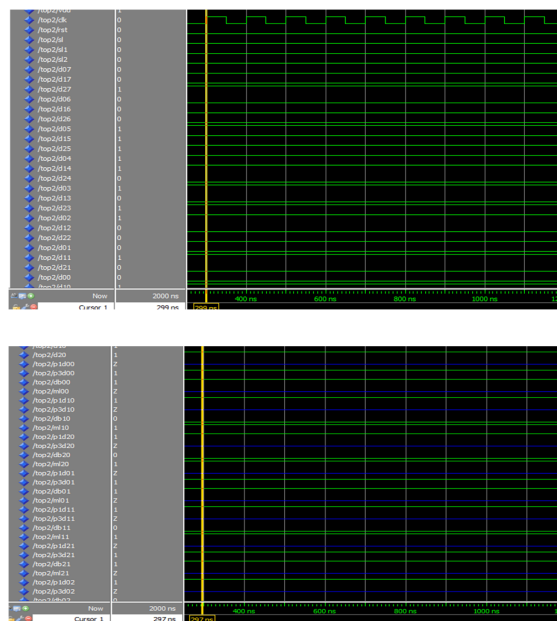 /top2/vdd 1
/top2/clk 0
/top2/rst 0
/top2/sl 0
/top2/sl1 0
/top2/sl2 0
/top2/d07 0
/top2/d17 0
/top2/d27 1
/top2/d06 0
/top2/d16 0
/top2/d26 0
/top2/d05 1
/top2/d15 1
/top2/d25 1
/top2/d04 1
/top2/d14 1
/top2/d24 0
/top2/d03 1
/top2/d13 0
/top2/d23 1
/top2/d02 1
/top2/d12 0
/top2/d22 0
/top2/d01 0
/top2/d11 1
/top2/d21 0
/top2/d00 0
/top2/d10 1
Now 2000 ns 400 ns 600 ns 800 ns 1000 ns
Cursor 1 299 ns 299 ns
/top2/d20 1
/top2/p1d00 Z
/top2/p3d00 1
/top2/db00 1
/top2/ml00 Z
/top2/p1d10 1
/top2/p3d10 Z
/top2/db10 0
/top2/ml10 1
/top2/p1d20 1
/top2/p3d20 Z
/top2/db20 0
/top2/ml20 1
/top2/p1d01 Z
/top2/p3d01 1
/top2/db01 1
/top2/ml01 Z
/top2/p1d11 1
/top2/p3d11 Z
/top2/db11 0
/top2/ml11 1
/top2/p1d21 Z
/top2/p3d21 1
/top2/db21 1
/top2/ml21 Z
/top2/p1d02 1
/top2/p3d02 Z
/top2/db02 0
Now 2000 ns 400 ns 600 ns 800 ns 1000 ns
Cursor 1 297 ns 297 ns